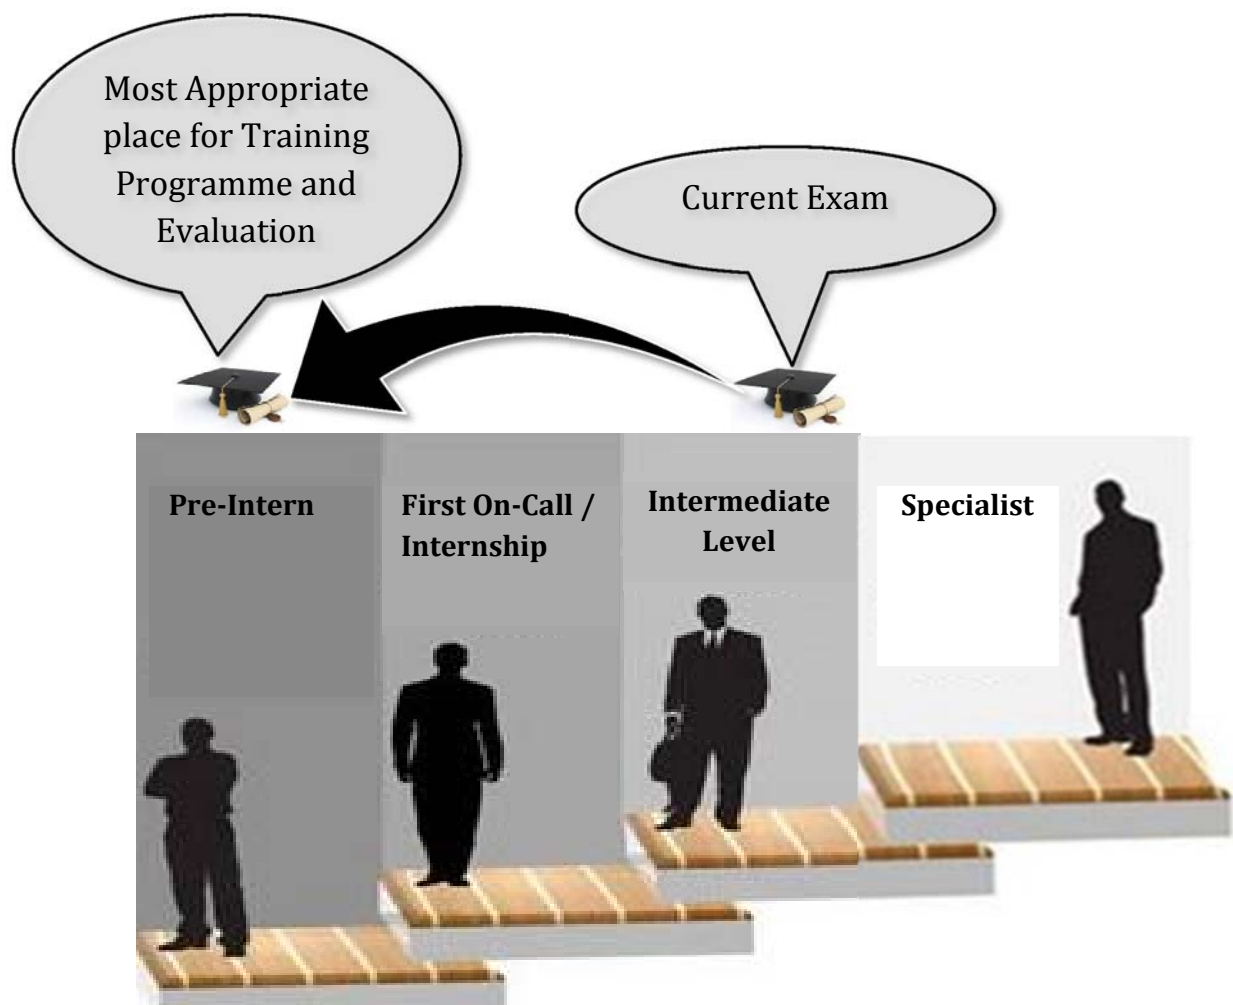 Most Appropriate
place for Training
Programme and
Evaluation
Current Exam
Pre-Intern
First On-Call /
Internship
Intermediate
Level
Specialist